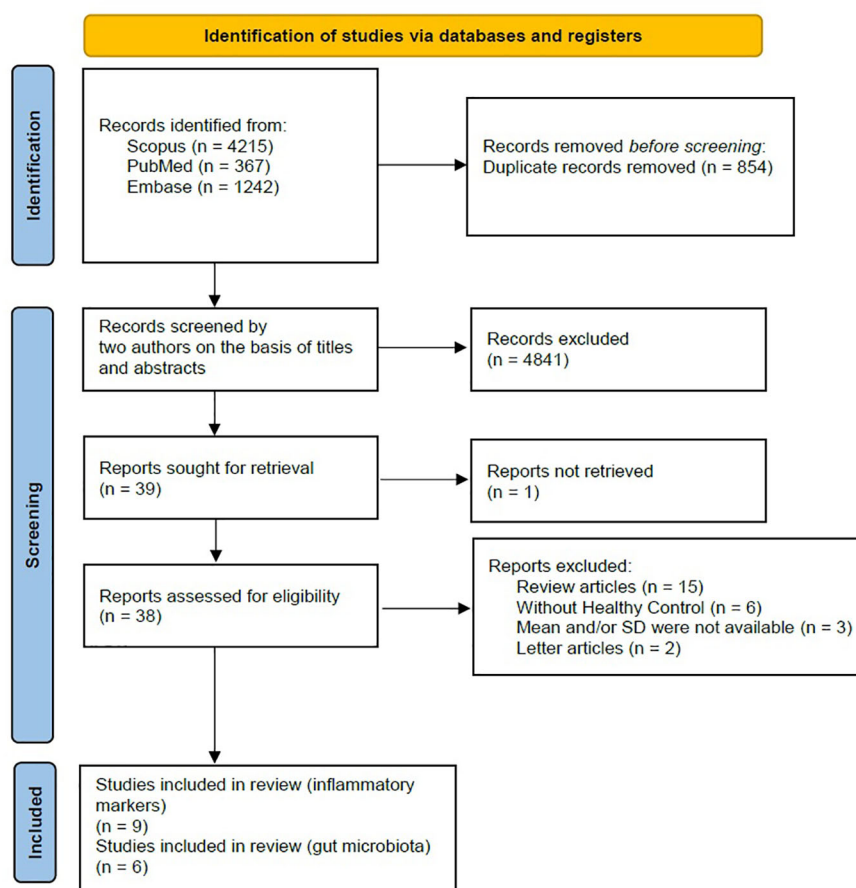 Identification of studies via databases and registers
Identification
Records identified from:
Scopus (n = 4215)
PubMed (n = 367)
Embase (n = 1242)
Records removed before screening:
Duplicate records removed (n = 854)
Screening
Records screened by
two authors on the basis of titles
and abstracts
Records excluded
(n = 4841)
Reports sought for retrieval
(n = 39)
Reports not retrieved
(n = 1)
Reports assessed for eligibility
(n = 38)
Reports excluded:
Review articles (n = 15)
Without Healthy Control (n = 6)
Mean and/or SD were not available (n = 3)
Letter articles (n = 2)
Included
Studies included in review (inflammatory
markers)
(n = 9)
Studies included in review (gut microbiota)
(n = 6)